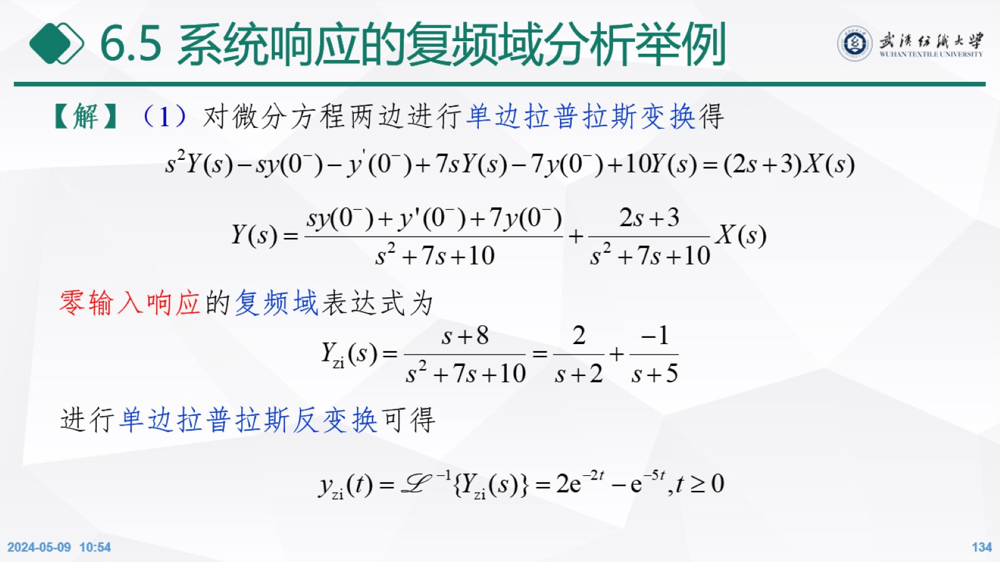 6.5 系统响应的复频域分析举例
武汉纺织大学
WUHAN TEXTILE UNIVERSITY
【解】（1）对微分方程两边进行单边拉普拉斯变换得
s²Y(s)−sy(0⁻)−y'(0⁻)+7sY(s)−7y(0⁻)+10Y(s)=(2s+3)X(s)
Y(s)=\frac{sy(0⁻)+y'(0⁻)+7y(0⁻)}{s²+7s+10}+\frac{2s+3}{s²+7s+10}X(s)
零输入响应的复频域表达式为
Y_{zi}(s)=\frac{s+8}{s²+7s+10}=\frac{2}{s+2}+\frac{−1}{s+5}
进行单边拉普拉斯反变换可得
y_{zi}(t)=ℒ⁻¹{Y_{zi}(s)}=2e^{−2t}−e^{−5t},t≥0
2024-05-09 10:54
134